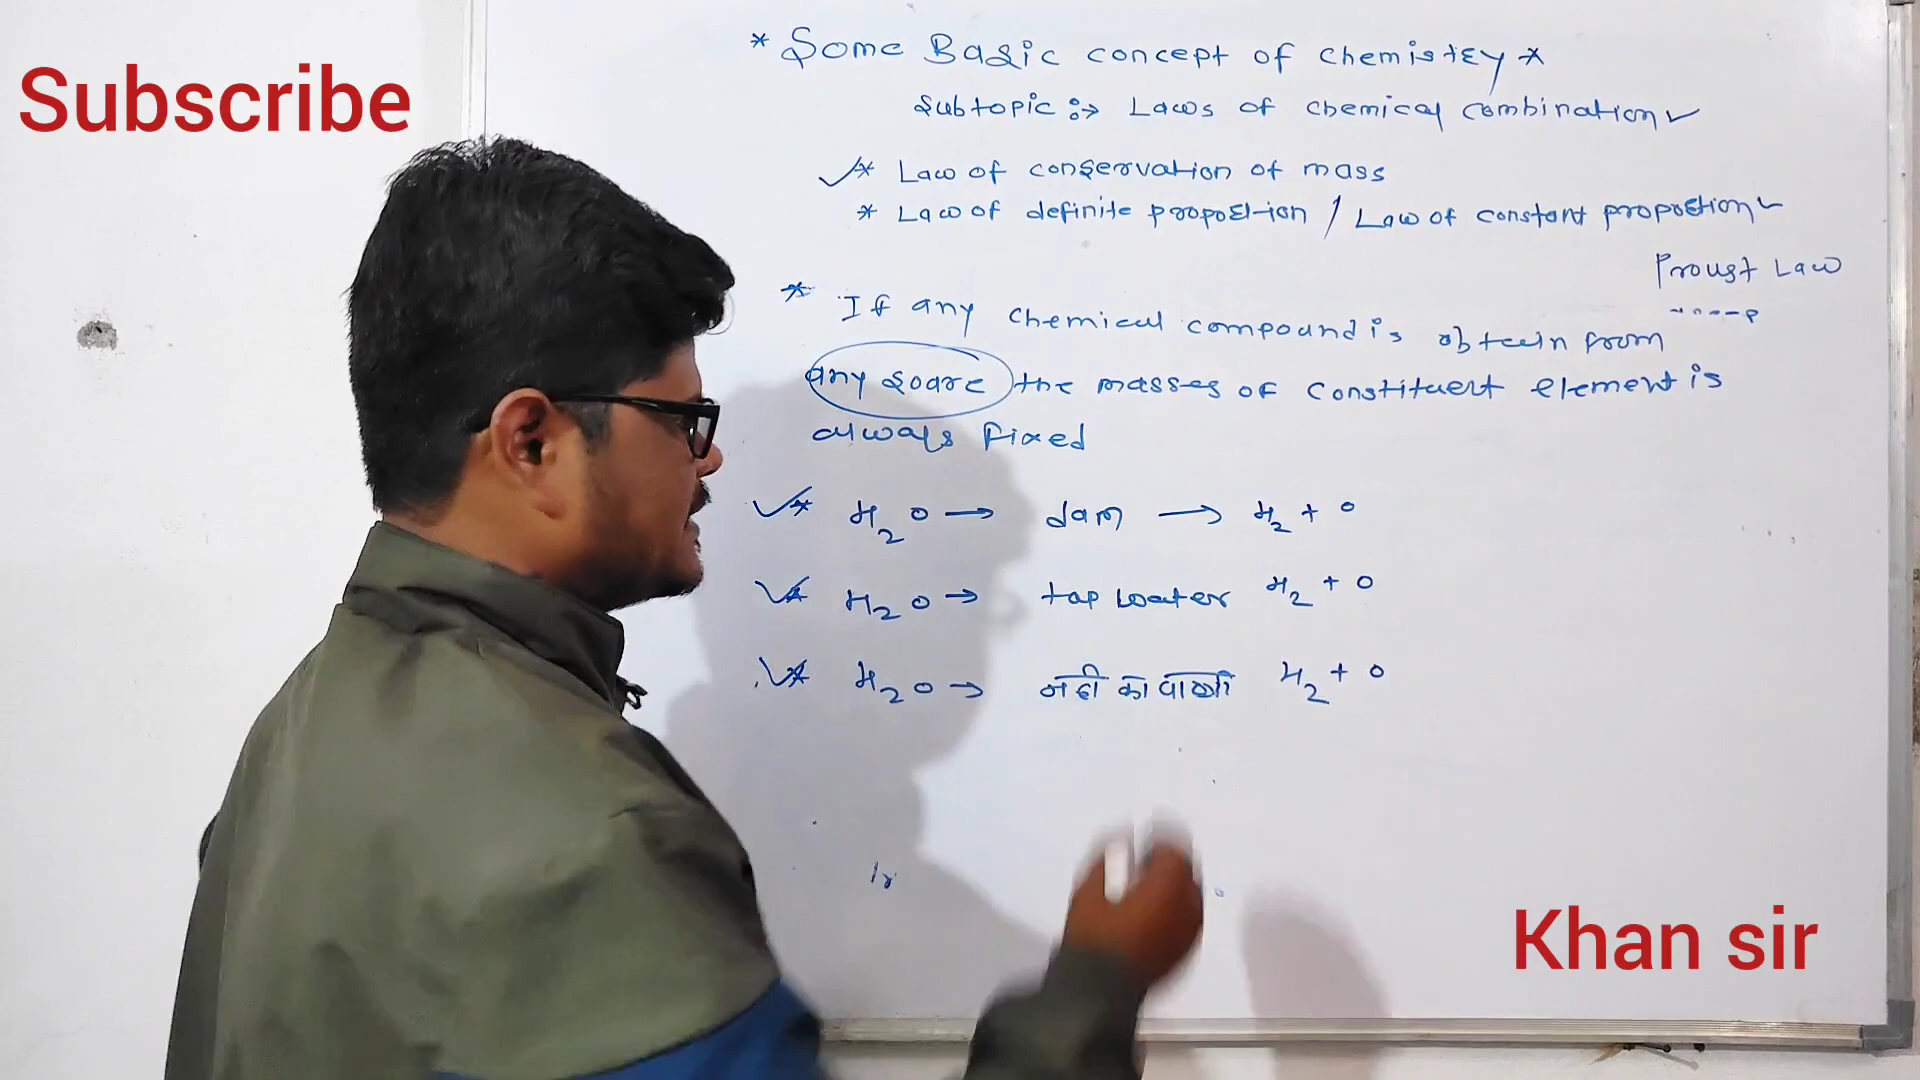 Subscribe
* Some Basic concept of chemistry *
Subtopic :-> Laws of chemical combination
* Law of conservation of mass
* Law of definite proportion / Law of constant proportion
Proust Law
* If any chemical compound is obtein from
any soarc the masses of constituent element is
always fixed
* H2O → dam → H2 + O
* H2O → tap water H2 + O
* H2O → नदी का पानी H2 + O
Khan sir